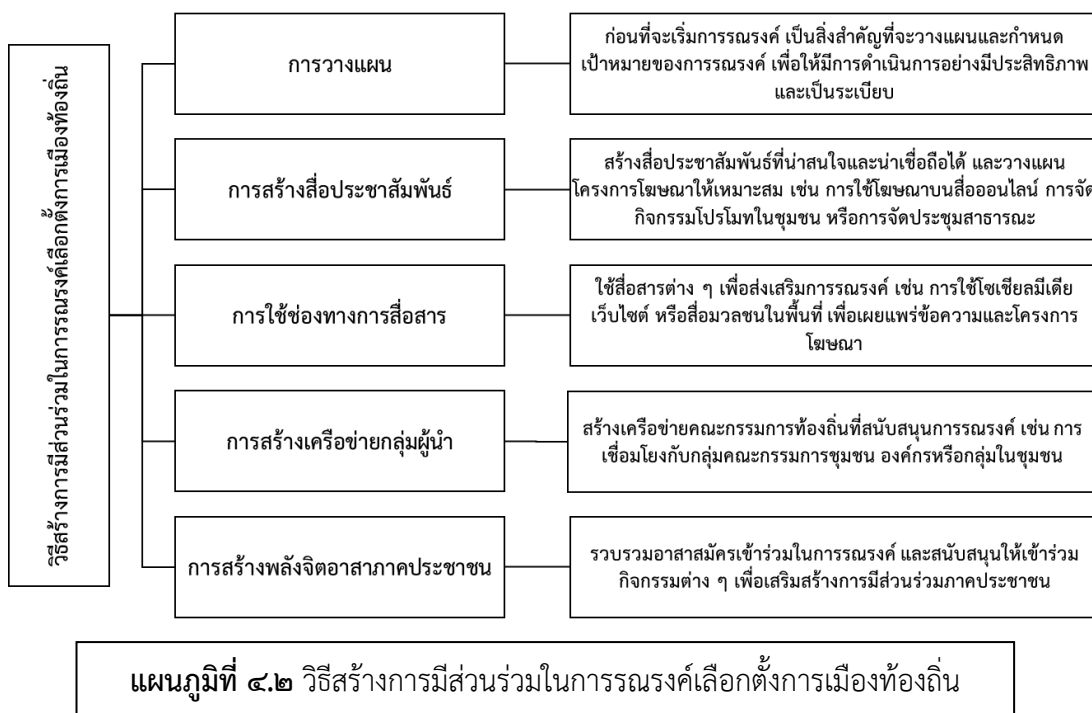 วิธีสร้างการมีส่วนร่วมในการรณรงค์เลือกตั้งการเมืองท้องถิ่น
การวางแผน
ก่อนที่จะเริ่มการรณรงค์ เป็นสิ่งสำคัญที่จะวางแผนและกำหนด
เป้าหมายของการรณรงค์ เพื่อให้มีการดำเนินการอย่างมีประสิทธิภาพ
และเป็นระเบียบ
การสร้างสื่อประชาสัมพันธ์
สร้างสื่อประชาสัมพันธ์ที่น่าสนใจและน่าเชื่อถือได้ และวางแผน
โครงการโฆษณาให้เหมาะสม เช่น การใช้โฆษณาบนสื่อออนไลน์ การจัด
กิจกรรมโปรโมทในชุมชน หรือการจัดประชุมสาธารณะ
การใช้ช่องทางการสื่อสาร
ใช้สื่อสารต่าง ๆ เพื่อส่งเสริมการรณรงค์ เช่น การใช้โซเชียลมีเดีย
เว็บไซต์ หรือสื่อมวลชนในพื้นที่ เพื่อเผยแพร่ข้อความและโครงการ
โฆษณา
การสร้างเครือข่ายกลุ่มผู้นำ
สร้างเครือข่ายคณะกรรมการท้องถิ่นที่สนับสนุนการรณรงค์ เช่น การ
เชื่อมโยงกับกลุ่มคณะกรรมการชุมชน องค์กรหรือกลุ่มในชุมชน
การสร้างพลังจิตอาสาภาคประชาชน
รวบรวมอาสาสมัครเข้าร่วมในการรณรงค์ และสนับสนุนให้เข้าร่วม
กิจกรรมต่าง ๆ เพื่อเสริมสร้างการมีส่วนร่วมภาคประชาชน
แผนภูมิที่ ๔.๒ วิธีสร้างการมีส่วนร่วมในการรณรงค์เลือกตั้งการเมืองท้องถิ่น